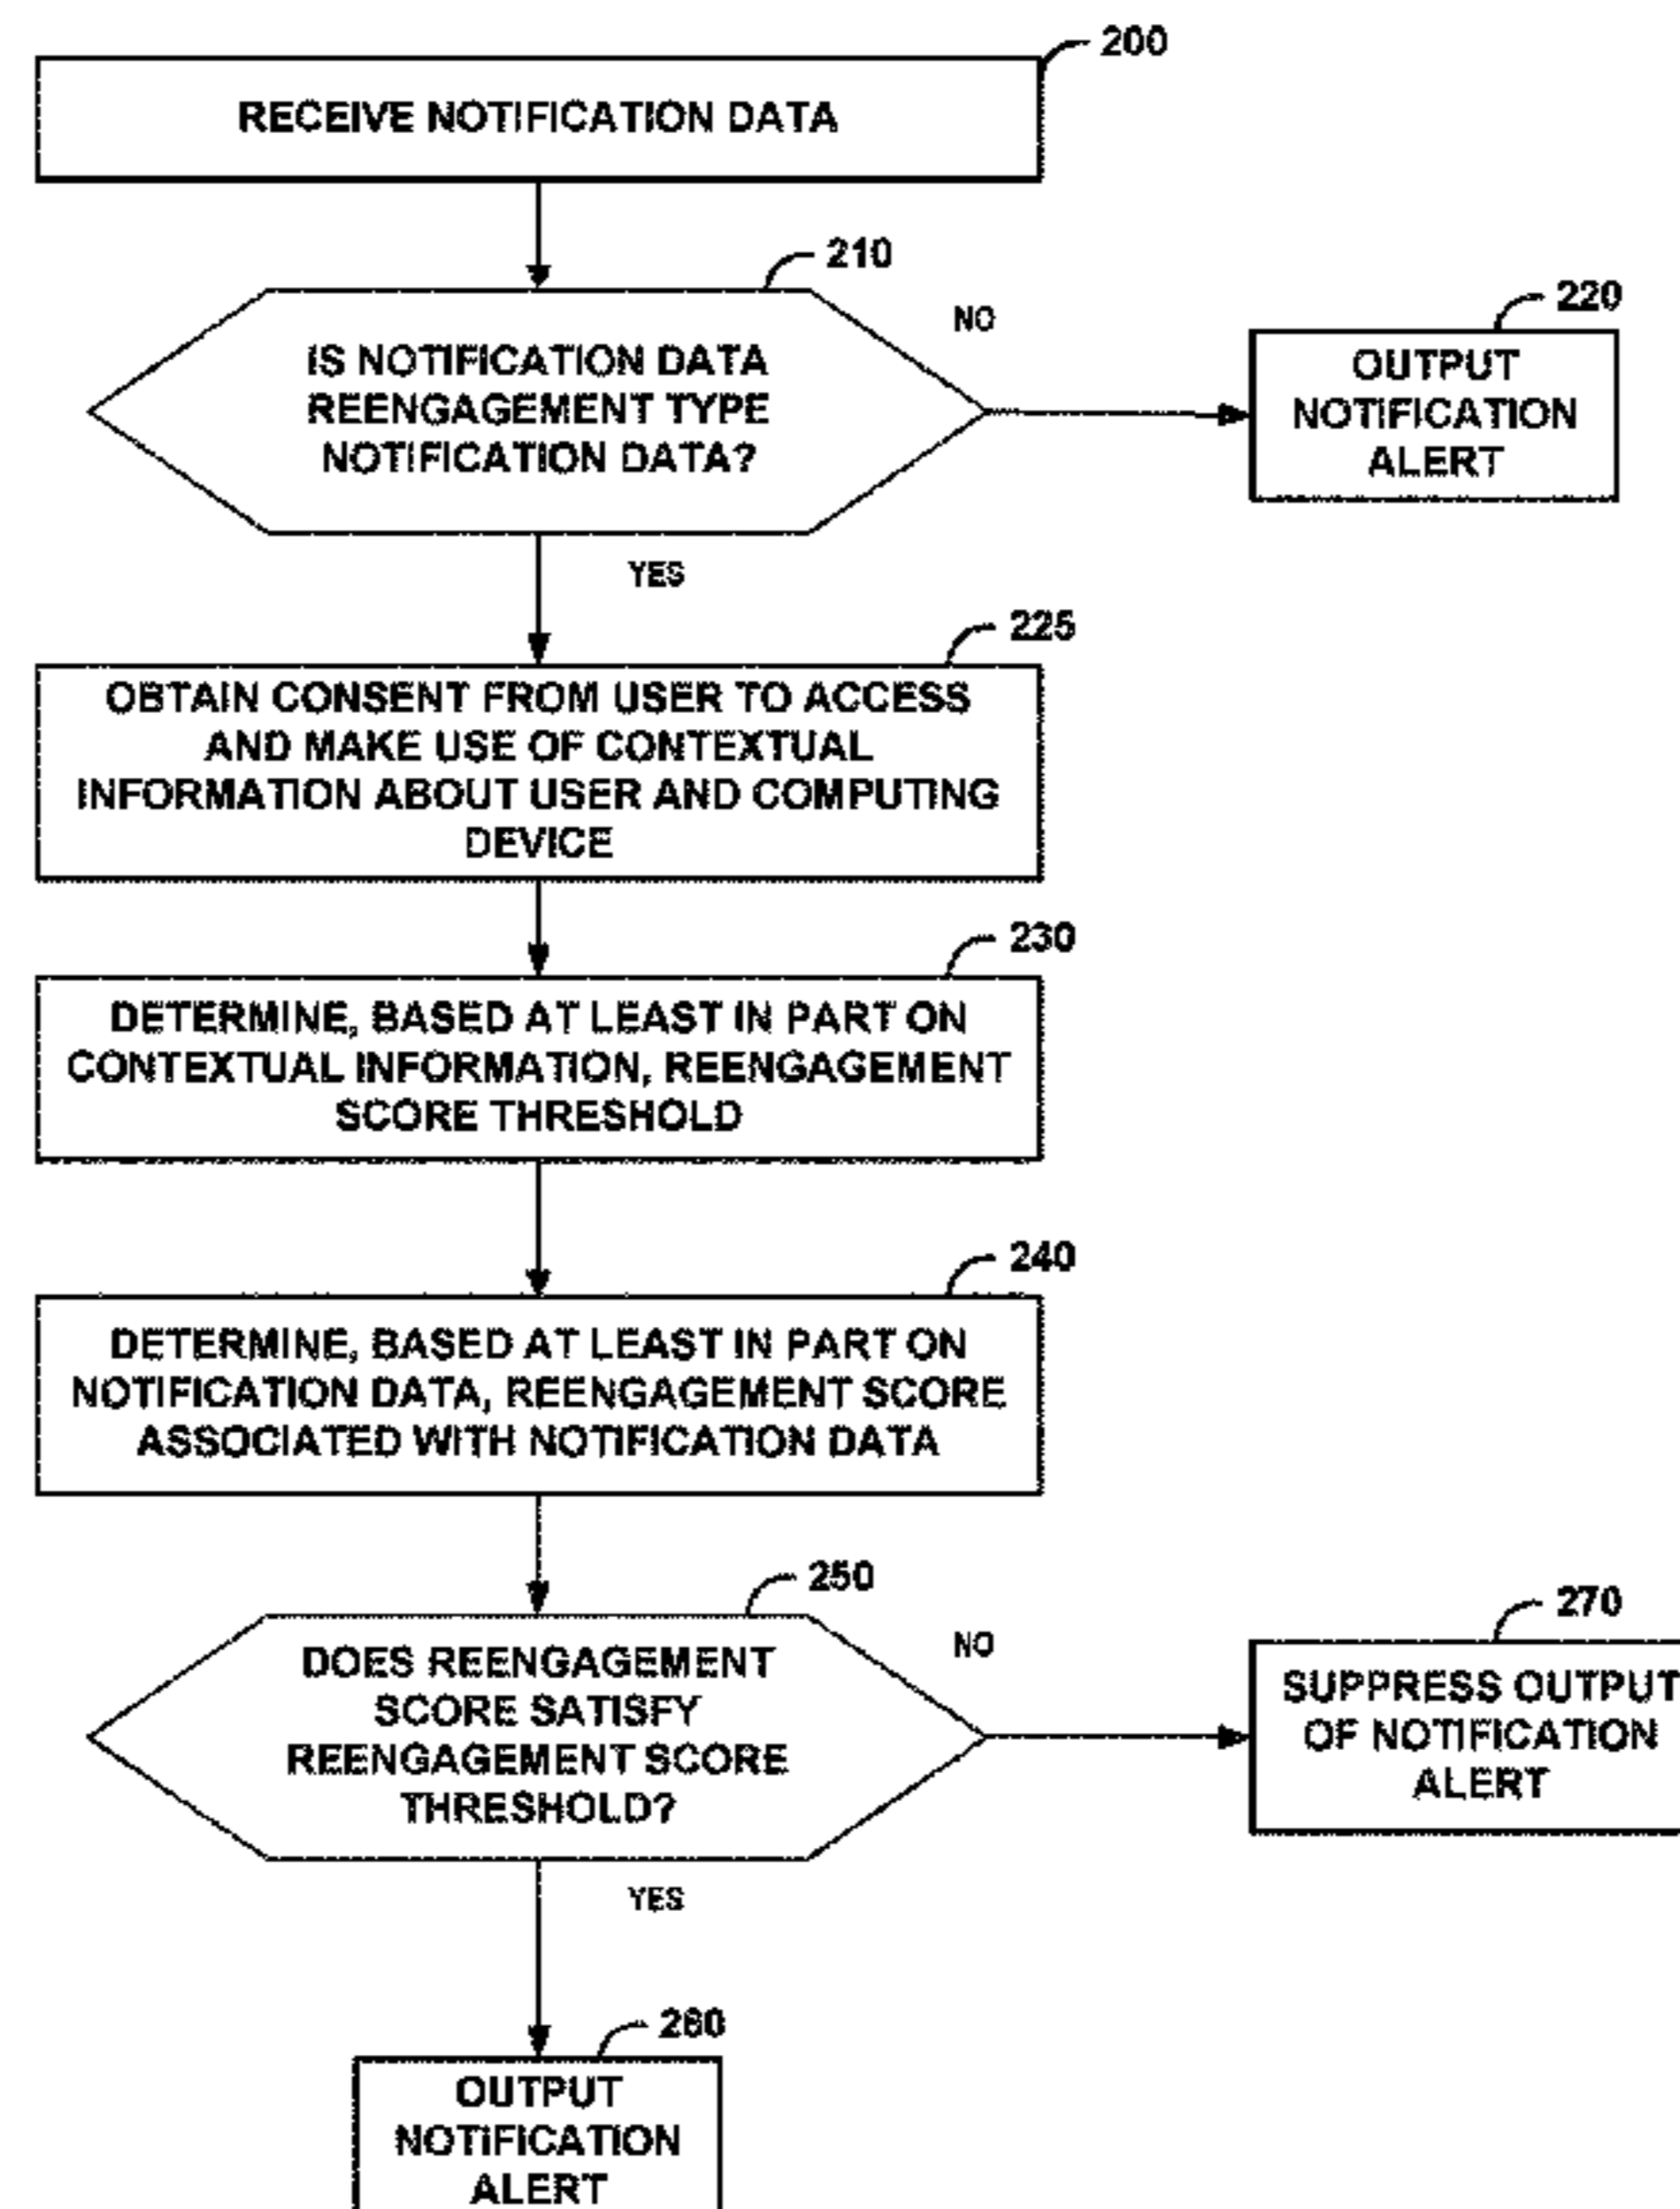 200
RECEIVE NOTIFICATION DATA
210
IS NOTIFICATION DATA
REENGAGEMENT TYPE
NOTIFICATION DATA?
NO
220
OUTPUT
NOTIFICATION
ALERT
YES
225
OBTAIN CONSENT FROM USER TO ACCESS
AND MAKE USE OF CONTEXTUAL
INFORMATION ABOUT USER AND COMPUTING
DEVICE
230
DETERMINE, BASED AT LEAST IN PART ON
CONTEXTUAL INFORMATION, REENGAGEMENT
SCORE THRESHOLD
240
DETERMINE, BASED AT LEAST IN PART ON
NOTIFICATION DATA, REENGAGEMENT SCORE
ASSOCIATED WITH NOTIFICATION DATA
250
DOES REENGAGEMENT
SCORE SATISFY
REENGAGEMENT SCORE
THRESHOLD?
NO
270
SUPPRESS OUTPUT
OF NOTIFICATION
ALERT
YES
260
OUTPUT
NOTIFICATION
ALERT